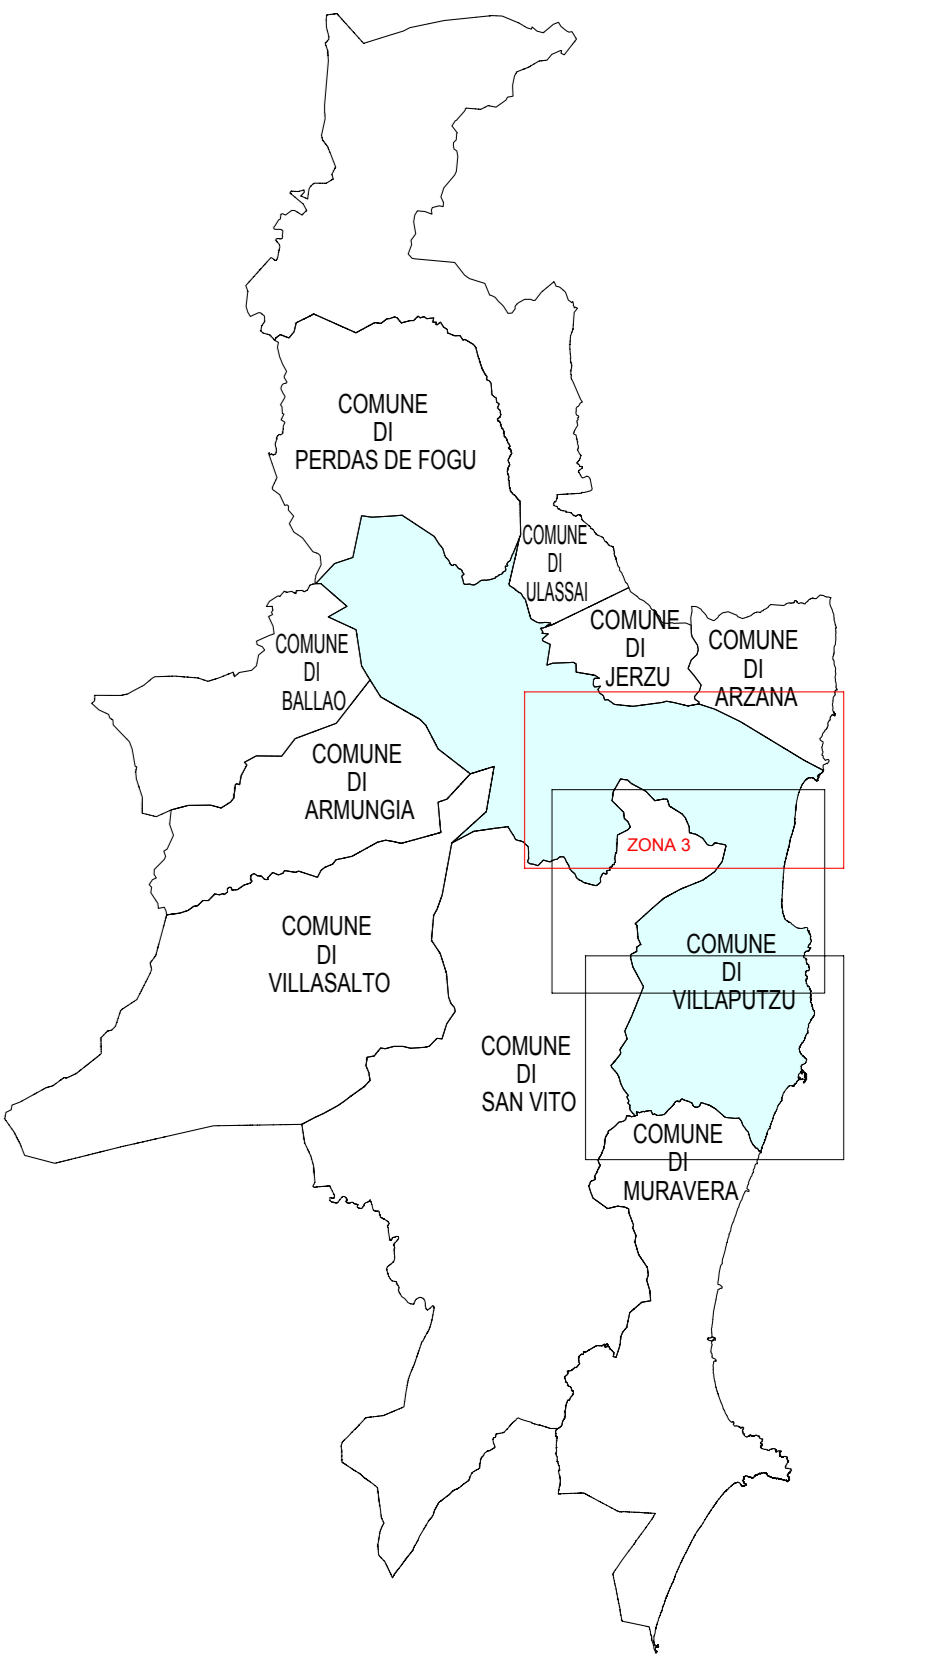 COMUNE
DI
PERDAS DE FOGU
COMUNE
DI
ULASSAI
COMUNE
DI
JERZU
COMUNE
DI
ARZANA
COMUNE
DI
BALLAO
COMUNE
DI
ARMUNGIA
ZONA 3
COMUNE
DI
VILLASALTO
COMUNE
DI
VILLAPUTZU
COMUNE
DI
SAN VITO
COMUNE
DI
MURAVERA